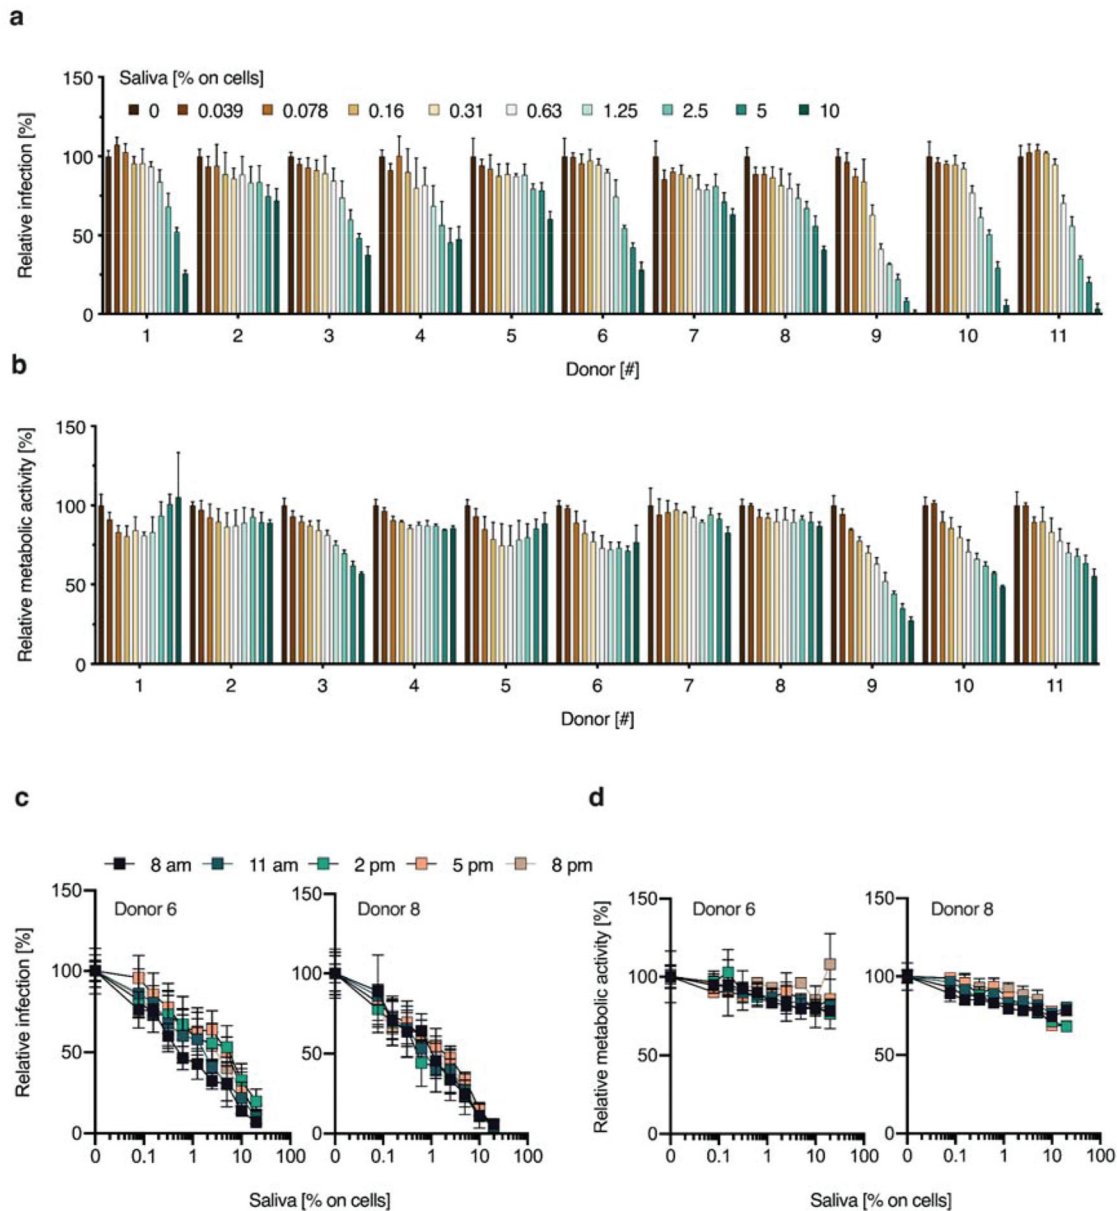 a
Saliva [% on cells]
0 0.039 0.078 0.16 0.31 0.63 1.25 2.5 5 10
Relative infection [%]
150
100
50
0
1 2 3 4 5 6 7 8 9 10 11
Donor [#]
b
Relative metabolic activity [%]
150
100
50
0
1 2 3 4 5 6 7 8 9 10 11
Donor [#]
c
8 am 11 am 2 pm 5 pm 8 pm
Relative infection [%]
150
100
50
0
Donor 6
0 0.1 1 10 100
150
100
50
0
Donor 8
0 0.1 1 10 100
Saliva [% on cells]
d
Relative metabolic activity [%]
150
100
50
0
Donor 6
0 0.1 1 10 100
150
100
50
0
Donor 8
0 0.1 1 10 100
Saliva [% on cells]